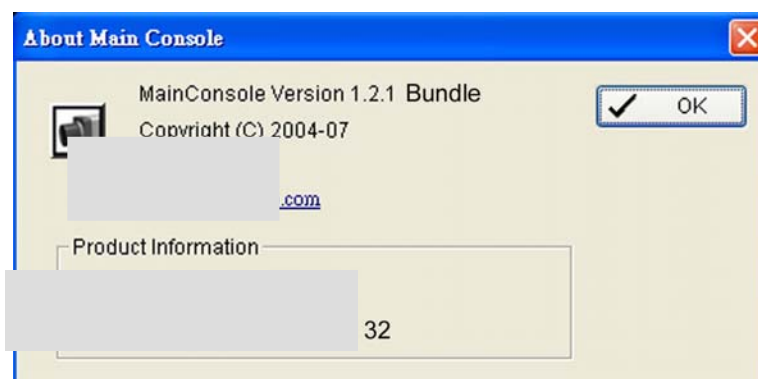 About Main Console
MainConsole Version 1.2.1 Bundle
Copyright (C) 2004-07
.com
OK
Product Information
32